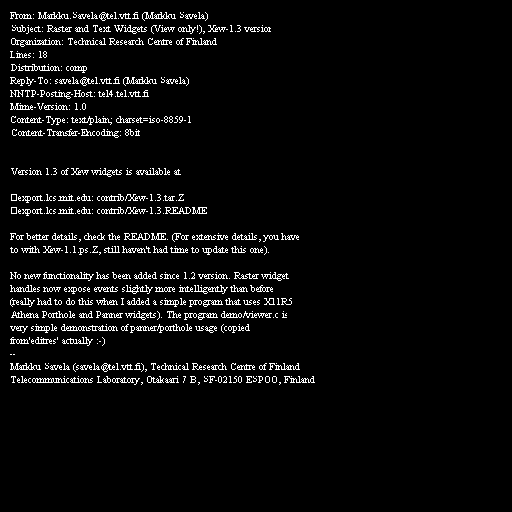 From: Markku.Savela@tel.vtt.fi (Markku Savela)
Subject: Raster and Text Widgets (View only!), Xew-1.3 version
Organization: Technical Research Centre of Finland
Lines: 18
Distribution: comp
Reply-To: savela@tel.vtt.fi (Markku Savela)
NNTP-Posting-Host: tel4.tel.vtt.fi
Mime-Version: 1.0
Content-Type: text/plain; charset=iso-8859-1
Content-Transfer-Encoding: 8bit
Version 1.3 of Xew widgets is available at
export.lcs.mit.edu: contrib/Xew-1.3.tar.Z
export.lcs.mit.edu: contrib/Xew-1.3.README
For better details, check the README. (For extensive details, you have
to with Xew-1.1.ps.Z, still haven't had time to update this one).
No new functionality has been added since 1.2 version. Raster widget
handles now expose events slightly more intelligently than before
(really had to do this when I added a simple program that uses X11R5
Athena Porthole and Panner widgets). The program demo/viewer.c is
very simple demonstration of panner/porthole usage (copied
from'editres' actually :-)
--
Markku Savela (savela@tel.vtt.fi), Technical Research Centre of Finland
Telecommunications Laboratory, Otakaari 7 B, SF-02150 ESPOO, Finland